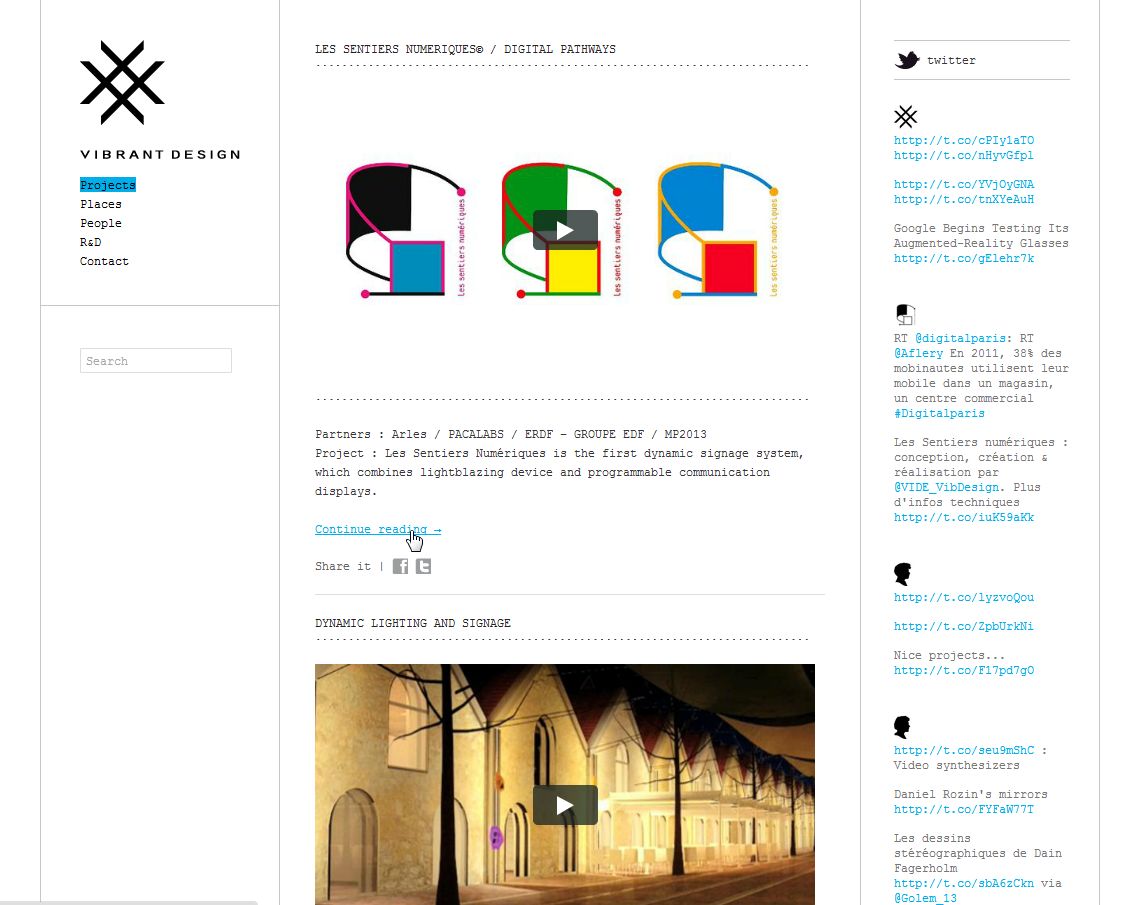 VIBRANT DESIGN
Projects
Places
People
R&D
Contact
Search
LES SENTIERS NUMERIQUES© / DIGITAL PATHWAYS
Les sentiers numériques
Les sentiers numériques
Les sentiers numériques
Partners : Arles / PACALABS / ERDF – GROUPE EDF / MP2013
Project : Les Sentiers Numériques is the first dynamic signage system,
which combines lightblazing device and programmable communication
displays.
Continue reading →
Share it |
DYNAMIC LIGHTING AND SIGNAGE
twitter
http://t.co/cPIy1aTO
http://t.co/nHyvGfpl
http://t.co/YVjOyGNA
http://t.co/tnXYeAuH
Google Begins Testing Its
Augmented-Reality Glasses
http://t.co/gElehr7k
RT @digitalparis: RT
@Aflery En 2011, 38% des
mobinautes utilisent leur
mobile dans un magasin,
un centre commercial
#Digitalparis
Les Sentiers numériques :
conception, création &
réalisation par
@VIDE_VibDesign. Plus
d'infos techniques
http://t.co/iuK59aKk
http://t.co/lyzvoQou
http://t.co/ZpbUrkNi
Nice projects...
http://t.co/F17pd7gO
http://t.co/seu9mShC :
Video synthesizers
Daniel Rozin's mirrors
http://t.co/FYFaW77T
Les dessins
stéréographiques de Dain
Fagerholm
http://t.co/sbA6zCkn via
@Golem_13